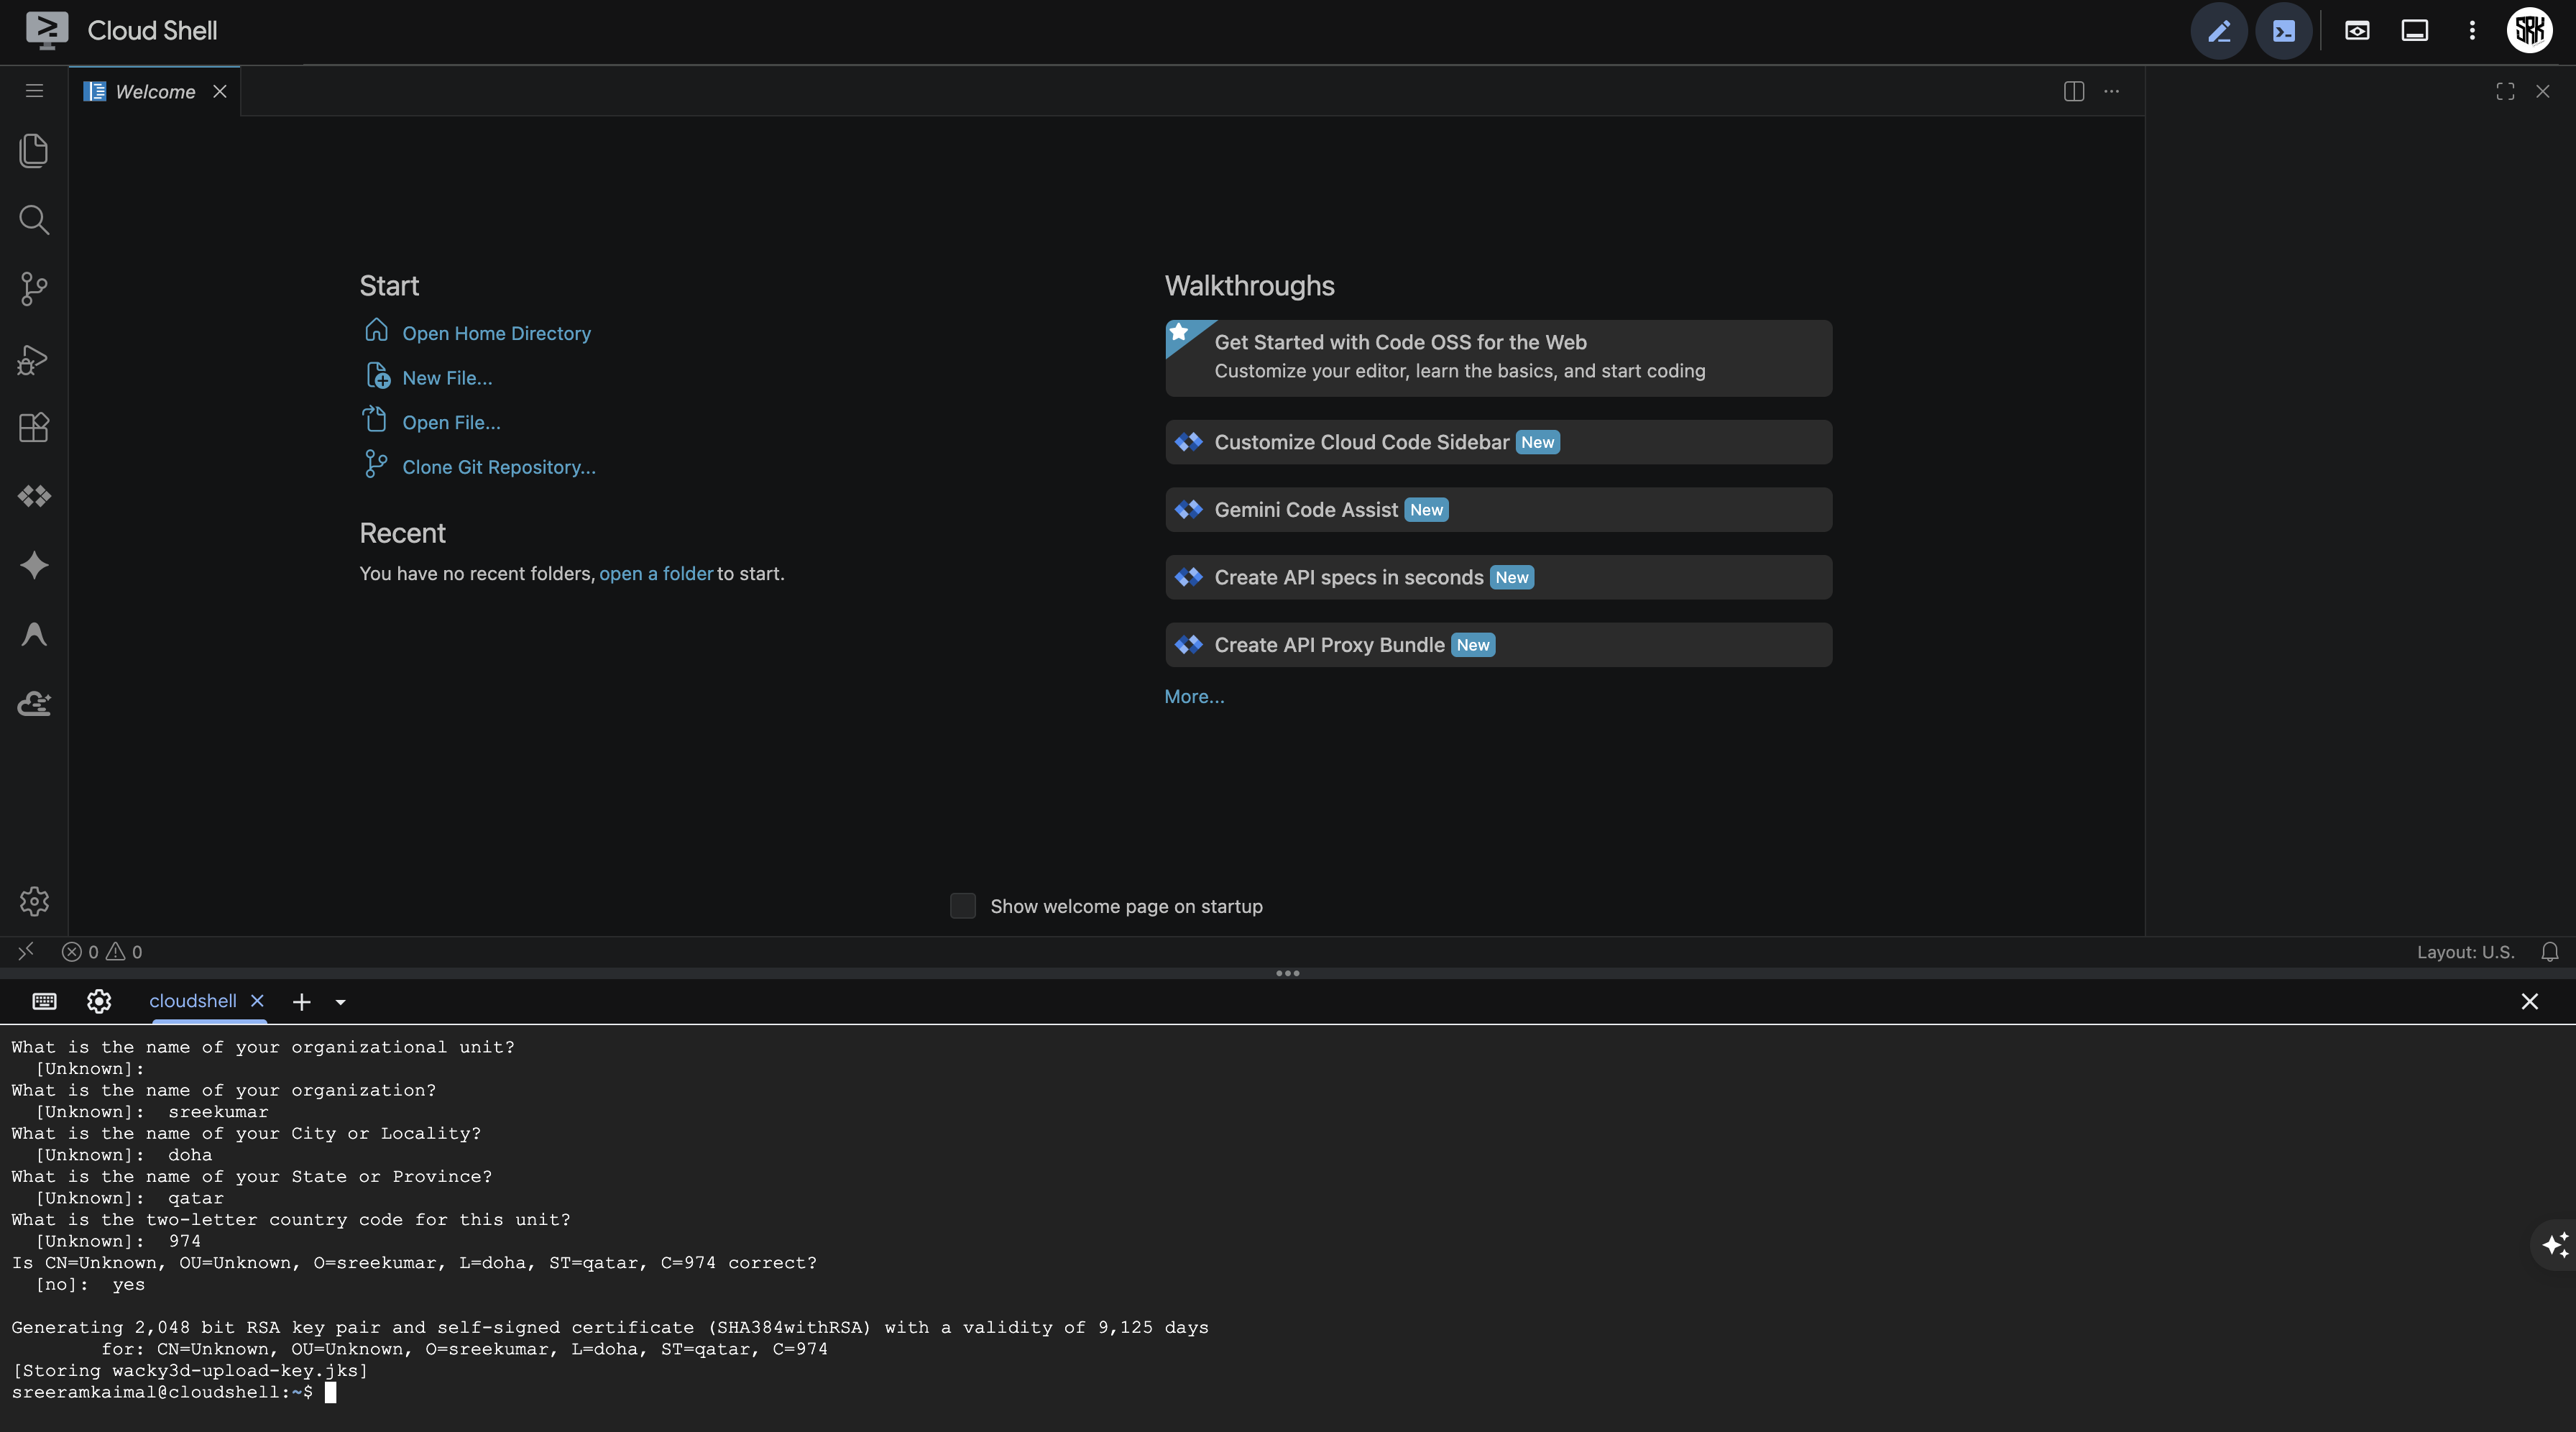 Cloud Shell
SRK
Welcome
Start
Open Home Directory
New File...
Open File...
Clone Git Repository...
Recent
You have no recent folders, open a folder to start.
Walkthroughs
Get Started with Code OSS for the Web
Customize your editor, learn the basics, and start coding
Customize Cloud Code Sidebar New
Gemini Code Assist New
Create API specs in seconds New
Create API Proxy Bundle New
More...
Show welcome page on startup
0 0
Layout: U.S.
cloudshell
What is the name of your organizational unit?
  [Unknown]:
What is the name of your organization?
  [Unknown]:  sreekumar
What is the name of your City or Locality?
  [Unknown]:  doha
What is the name of your State or Province?
  [Unknown]:  qatar
What is the two-letter country code for this unit?
  [Unknown]:  974
Is CN=Unknown, OU=Unknown, O=sreekumar, L=doha, ST=qatar, C=974 correct?
  [no]:  yes
Generating 2,048 bit RSA key pair and self-signed certificate (SHA384withRSA) with a validity of 9,125 days
        for: CN=Unknown, OU=Unknown, O=sreekumar, L=doha, ST=qatar, C=974
[Storing wacky3d-upload-key.jks]
sreeramkaimal@cloudshell:~$